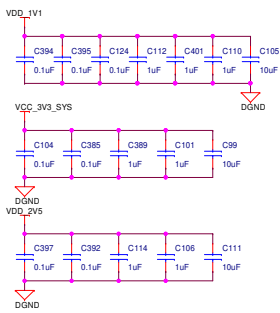 VDD_1V1
C394 C395 C124 C112 C401 C110 C105
0.1uF 0.1uF 0.1uF 1uF 1uF 1uF 10uF
DGND
VCC_3V3_SYS
C104 C385 C389 C101 C99
0.1uF 0.1uF 1uF 1uF 10uF
DGND
VDD_2V5
C397 C392 C114 C106 C111
0.1uF 0.1uF 1uF 1uF 10uF
DGND